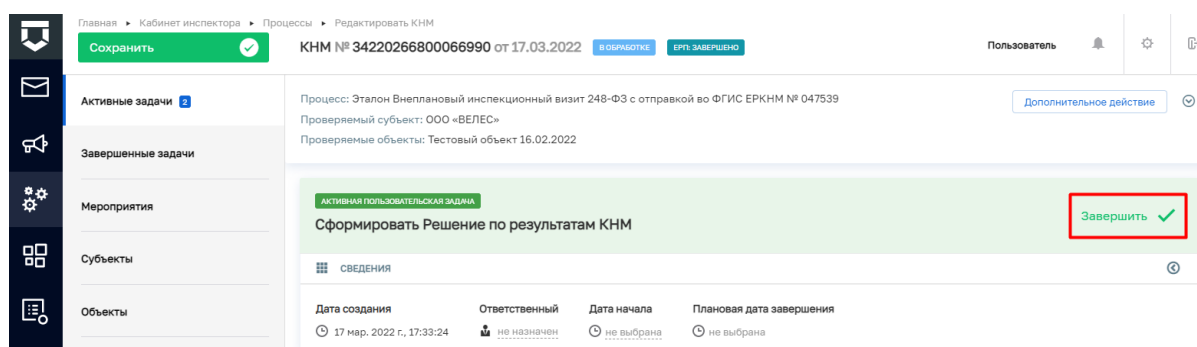 Главная ▸ Кабинет инспектора ▸ Процессы ▸ Редактировать КНМ
Сохранить
КНМ № 34220266800066990 от 17.03.2022 В ОБРАБОТКЕ ЕРП: ЗАВЕРШЕНО
Пользователь
Активные задачи 2
Завершенные задачи
Мероприятия
Субъекты
Объекты
Процесс: Эталон Внеплановый инспекционный визит 248-ФЗ с отправкой во ФГИС ЕРКНМ № 047539
Дополнительное действие
Проверяемый субъект: ООО «ВЕЛЕС»
Проверяемые объекты: Тестовый объект 16.02.2022
АКТИВНАЯ ПОЛЬЗОВАТЕЛЬСКАЯ ЗАДАЧА
Сформировать Решение по результатам КНМ
Завершить
СВЕДЕНИЯ
Дата создания Ответственный Дата начала Плановая дата завершения
17 мар. 2022 г., 17:33:24 не назначен не выбрана не выбрана